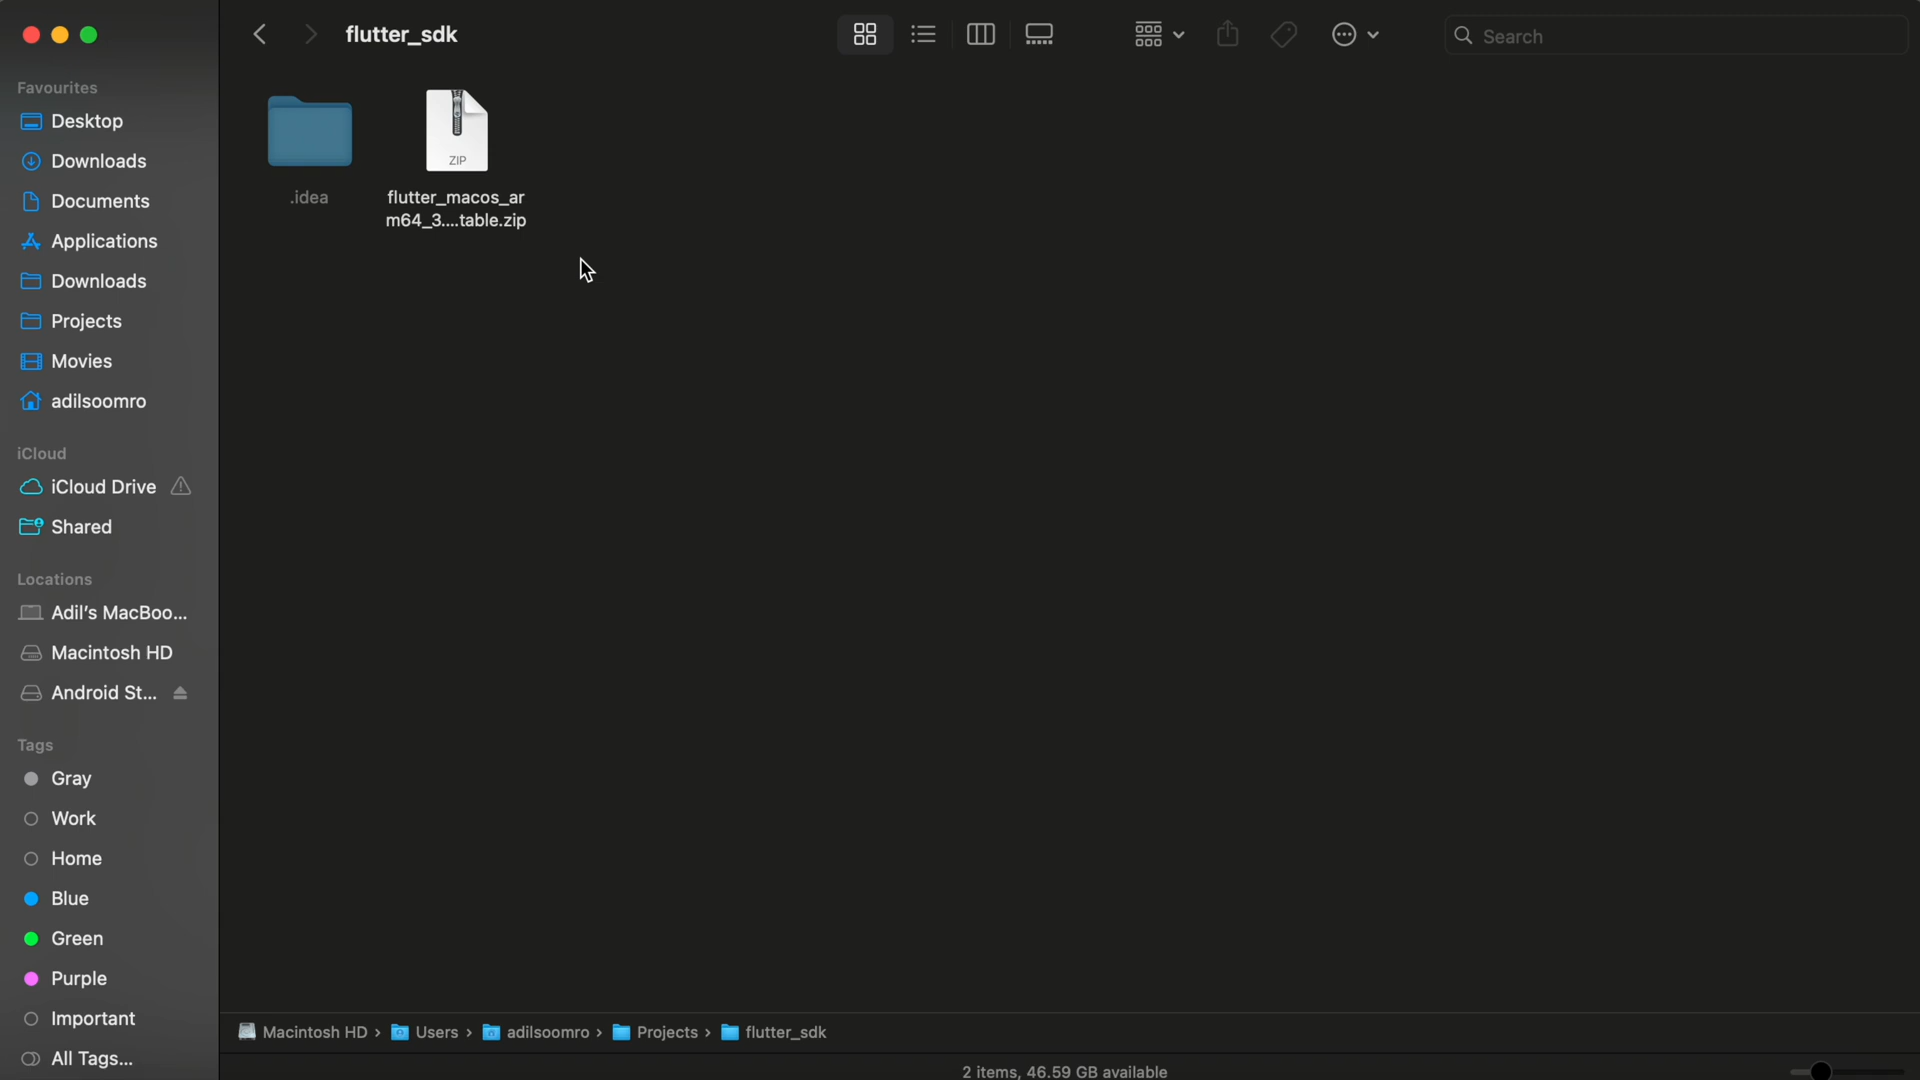 flutter_sdk
Search
Favourites
Desktop
Downloads
Documents
Applications
Downloads
Projects
Movies
adilsoomro
iCloud
iCloud Drive
Shared
Locations
Adil's MacBoo...
Macintosh HD
Android St...
Tags
Gray
Work
Home
Blue
Green
Purple
Important
All Tags...
.idea
ZIP
flutter_macos_ar
m64_3....table.zip
Macintosh HD › Users › adilsoomro › Projects › flutter_sdk
2 items, 46.59 GB available